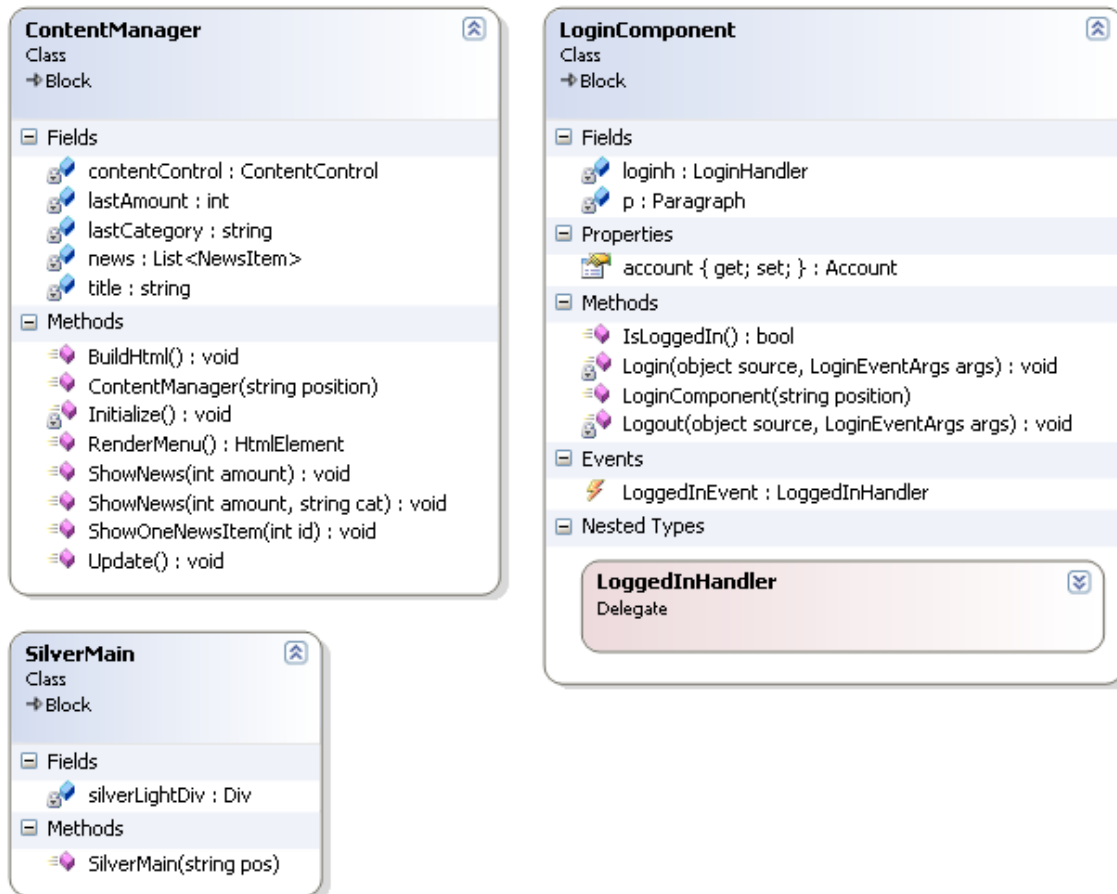 ContentManager
Class
Block
Fields
contentControl : ContentControl
lastAmount : int
lastCategory : string
news : List<NewsItem>
title : string
Methods
BuildHtml() : void
ContentManager(string position)
Initialize() : void
RenderMenu() : HtmlElement
ShowNews(int amount) : void
ShowNews(int amount, string cat) : void
ShowOneNewsItem(int id) : void
Update() : void
LoginComponent
Class
Block
Fields
loginh : LoginHandler
p : Paragraph
Properties
account { get; set; } : Account
Methods
IsLoggedIn() : bool
Login(object source, LoginEventArgs args) : void
LoginComponent(string position)
Logout(object source, LoginEventArgs args) : void
Events
LoggedInEvent : LoggedInHandler
Nested Types
LoggedInHandler
Delegate
SilverMain
Class
Block
Fields
silverLightDiv : Div
Methods
SilverMain(string pos)